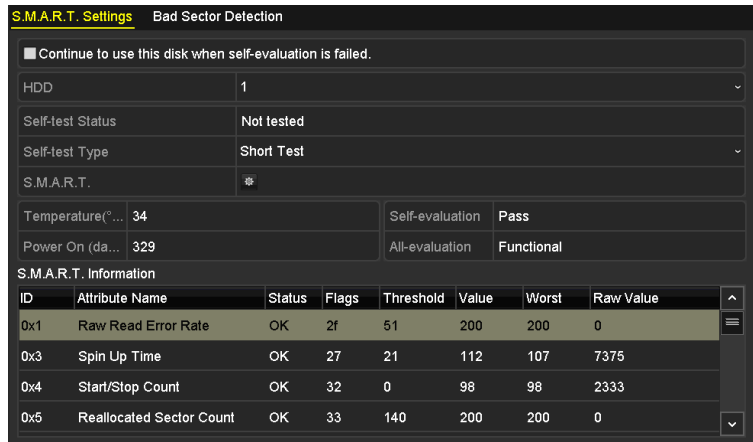 S.M.A.R.T. Settings Bad Sector Detection
Continue to use this disk when self-evaluation is failed.
HDD 1
Self-test Status Not tested
Self-test Type Short Test
S.M.A.R.T.
Temperature(°... 34 Self-evaluation Pass
Power On (da... 329 All-evaluation Functional
S.M.A.R.T. Information
ID Attribute Name Status Flags Threshold Value Worst Raw Value
0x1 Raw Read Error Rate OK 2f 51 200 200 0
0x3 Spin Up Time OK 27 21 112 107 7375
0x4 Start/Stop Count OK 32 0 98 98 2333
0x5 Reallocated Sector Count OK 33 140 200 200 0